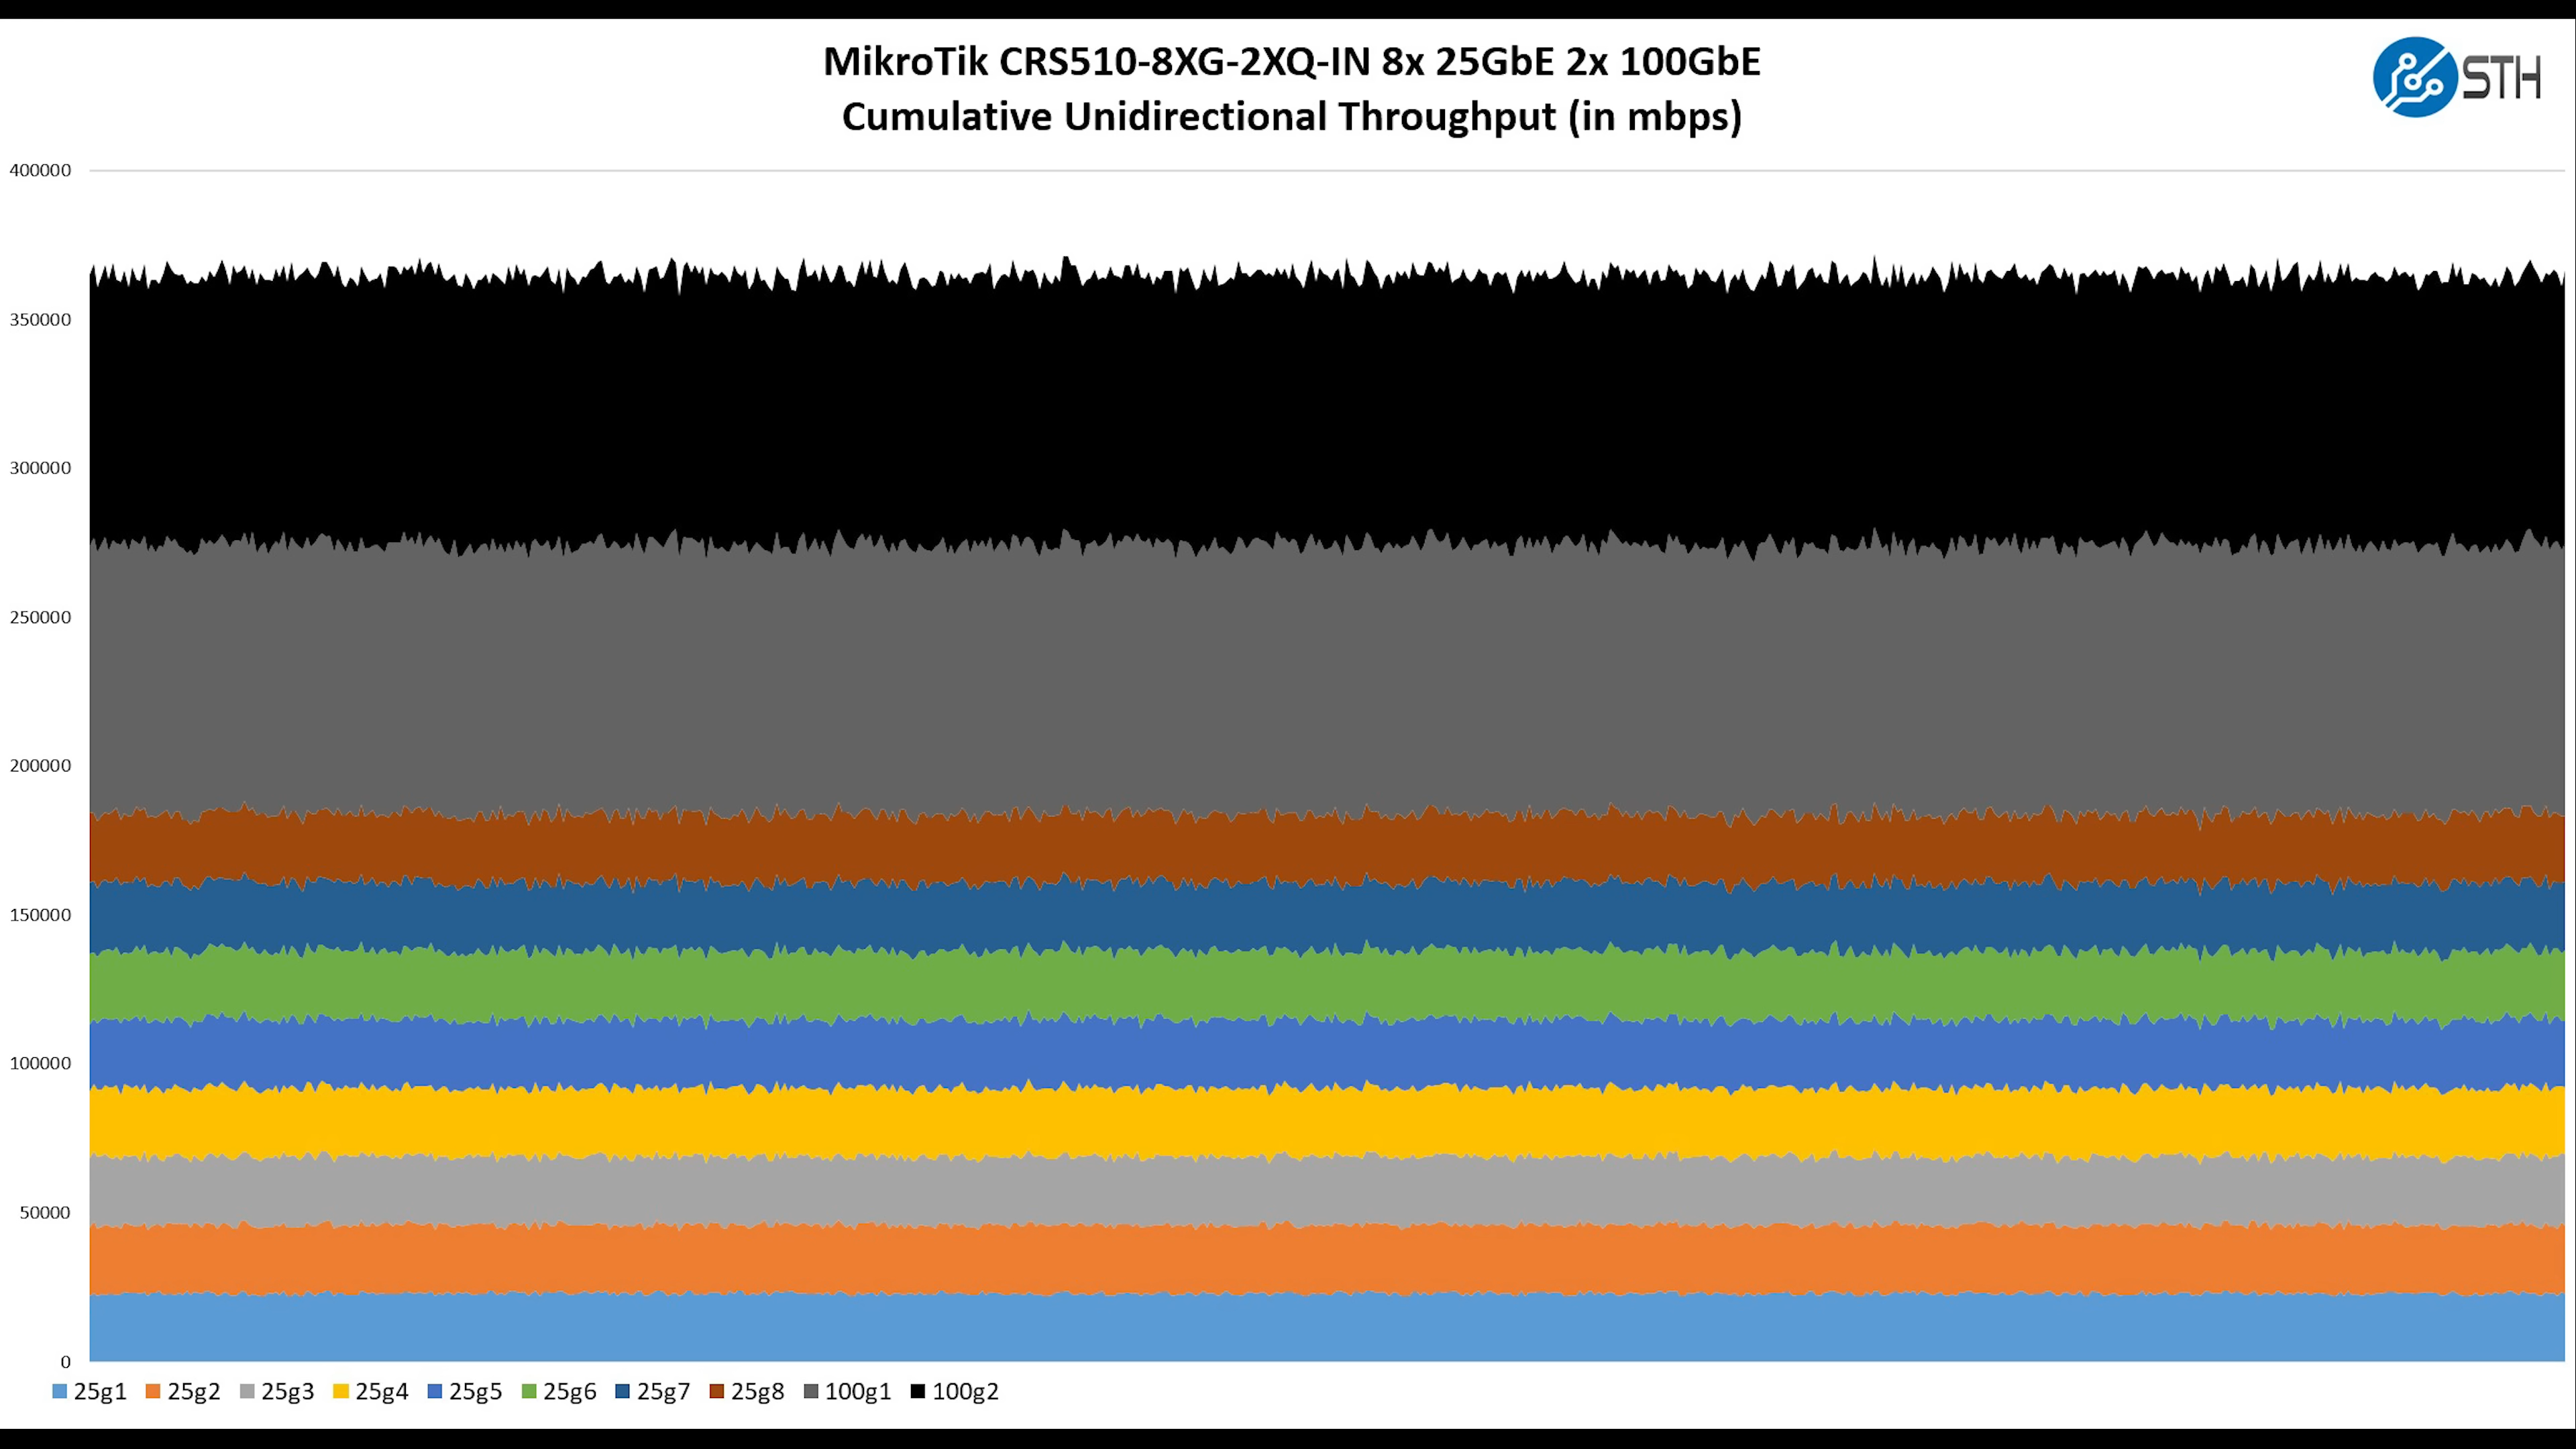 MikroTik CRS510-8XG-2XQ-IN 8x 25GbE 2x 100GbE
Cumulative Unidirectional Throughput (in mbps)
STH
400000
350000
300000
250000
200000
150000
100000
50000
0
25g1 25g2 25g3 25g4 25g5 25g6 25g7 25g8 100g1 100g2